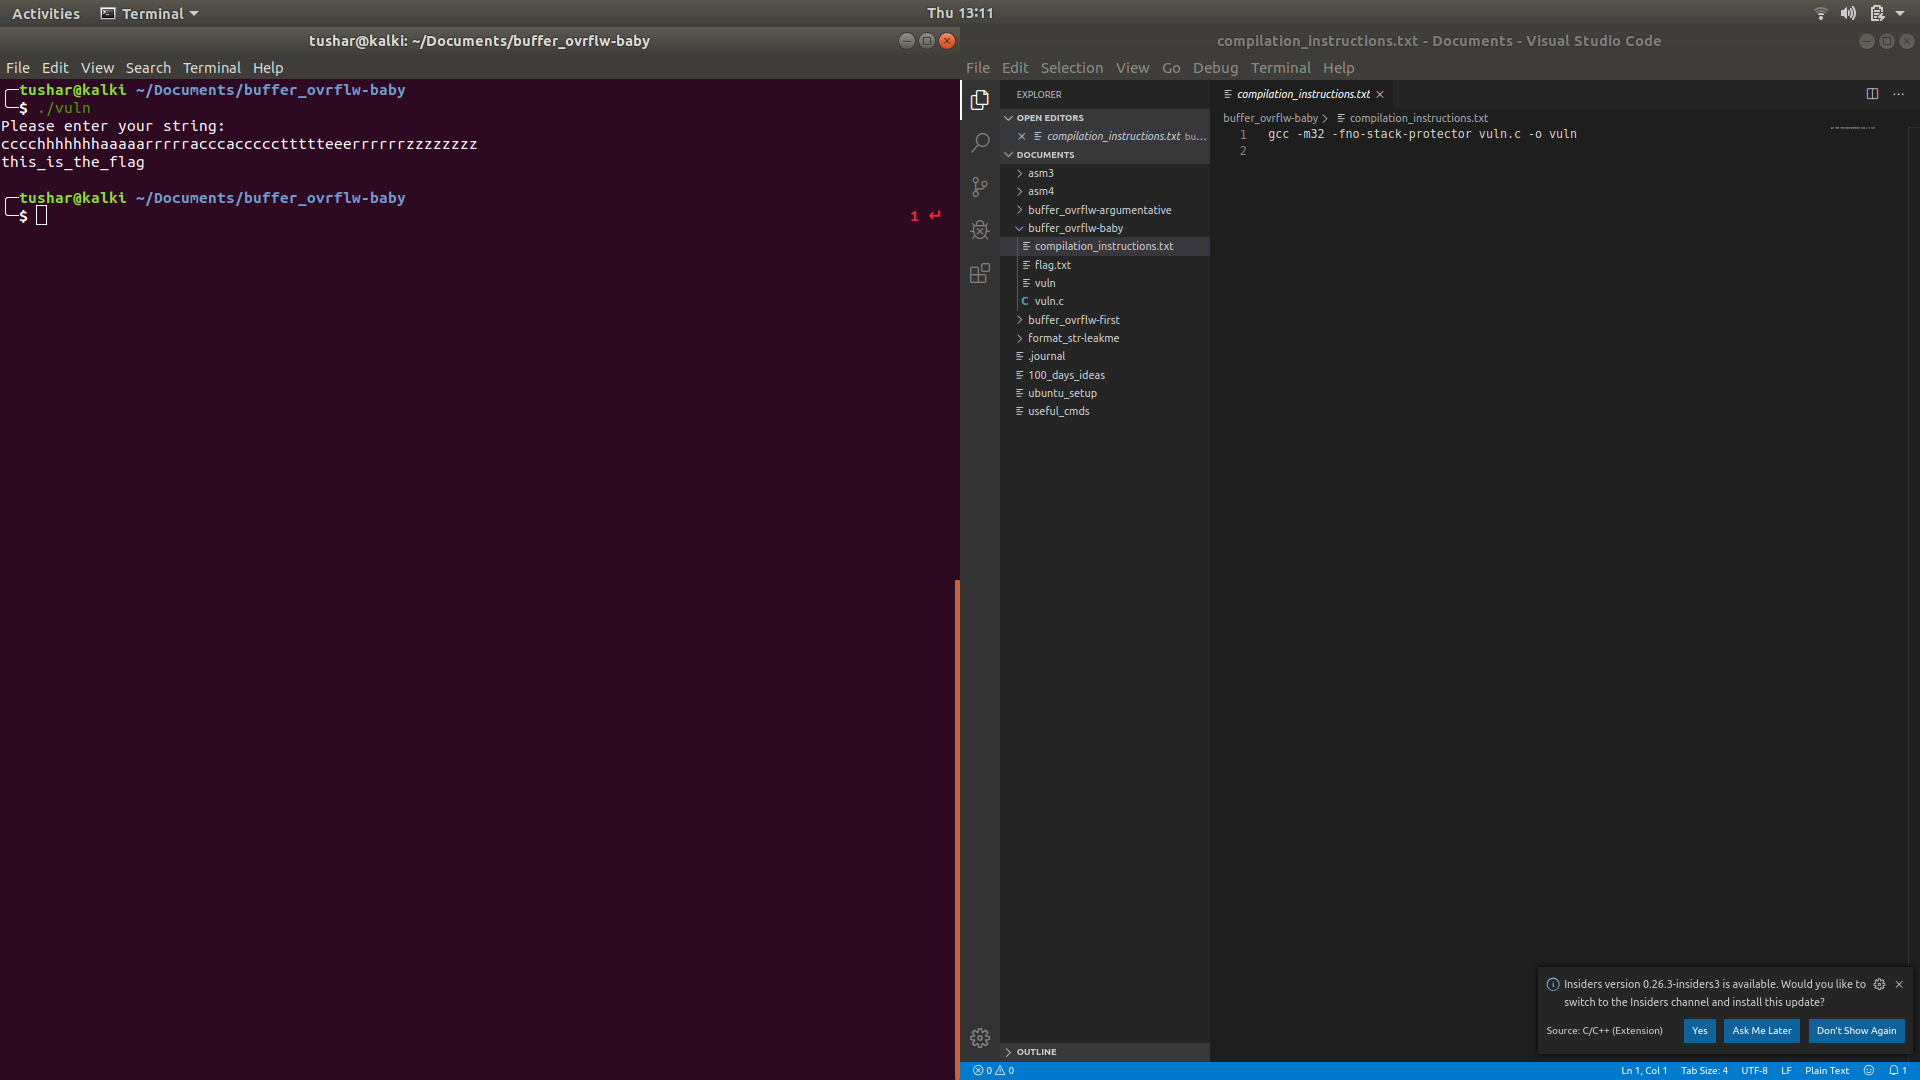 Activities Terminal Thu 13:11
tushar@kalki: ~/Documents/buffer_ovrflw-baby
File Edit View Search Terminal Help
tushar@kalki ~/Documents/buffer_ovrflw-baby
$ ./vuln
Please enter your string:
this_is_the_flag
tushar@kalki ~/Documents/buffer_ovrflw-baby
$ 1 ↵
compilation_instructions.txt - Documents - Visual Studio Code
File Edit Selection View Go Debug Terminal Help
EXPLORER
OPEN EDITORS
compilation_instructions.txt bu...
DOCUMENTS
asm3
asm4
buffer_ovrflw-argumentative
buffer_ovrflw-baby
compilation_instructions.txt
flag.txt
vuln
C vuln.c
buffer_ovrflw-first
format_str-leakme
.journal
100_days_ideas
ubuntu_setup
useful_cmds
OUTLINE
compilation_instructions.txt
buffer_ovrflw-baby > compilation_instructions.txt
1 gcc -m32 -fno-stack-protector vuln.c -o vuln
2
Insiders version 0.26.3-insiders3 is available. Would you like to
switch to the Insiders channel and install this update?
Source: C/C++ (Extension) Yes Ask Me Later Don't Show Again
0 0 Ln 1, Col 1 Tab Size: 4 UTF-8 LF Plain Text 1